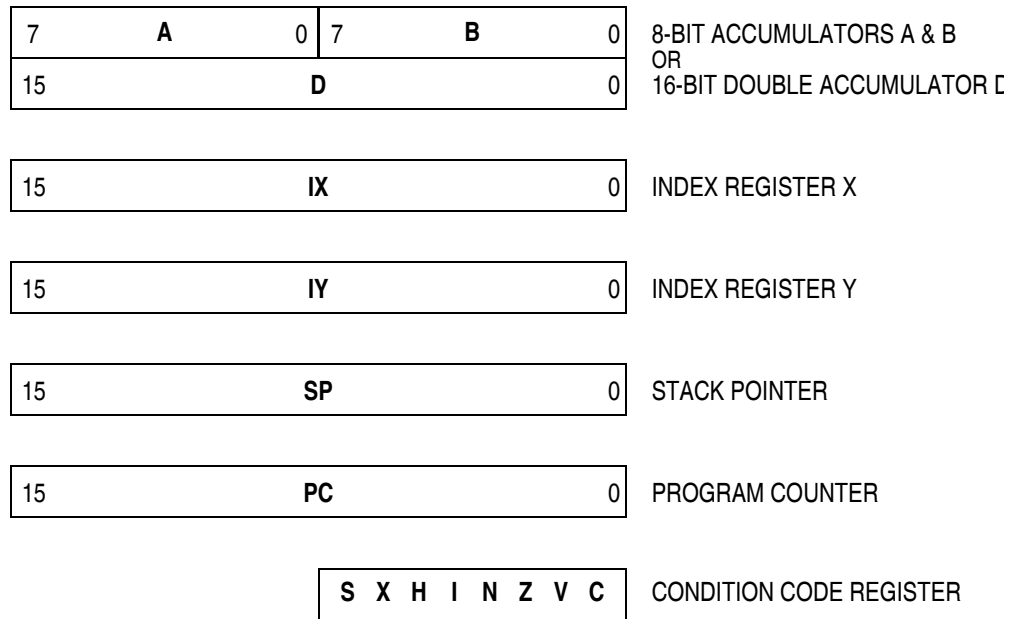 7 A 0 7 B 0 8-BIT ACCUMULATORS A & B
OR
15 D 0 16-BIT DOUBLE ACCUMULATOR D
15 IX 0 INDEX REGISTER X
15 IY 0 INDEX REGISTER Y
15 SP 0 STACK POINTER
15 PC 0 PROGRAM COUNTER
S X H I N Z V C CONDITION CODE REGISTER